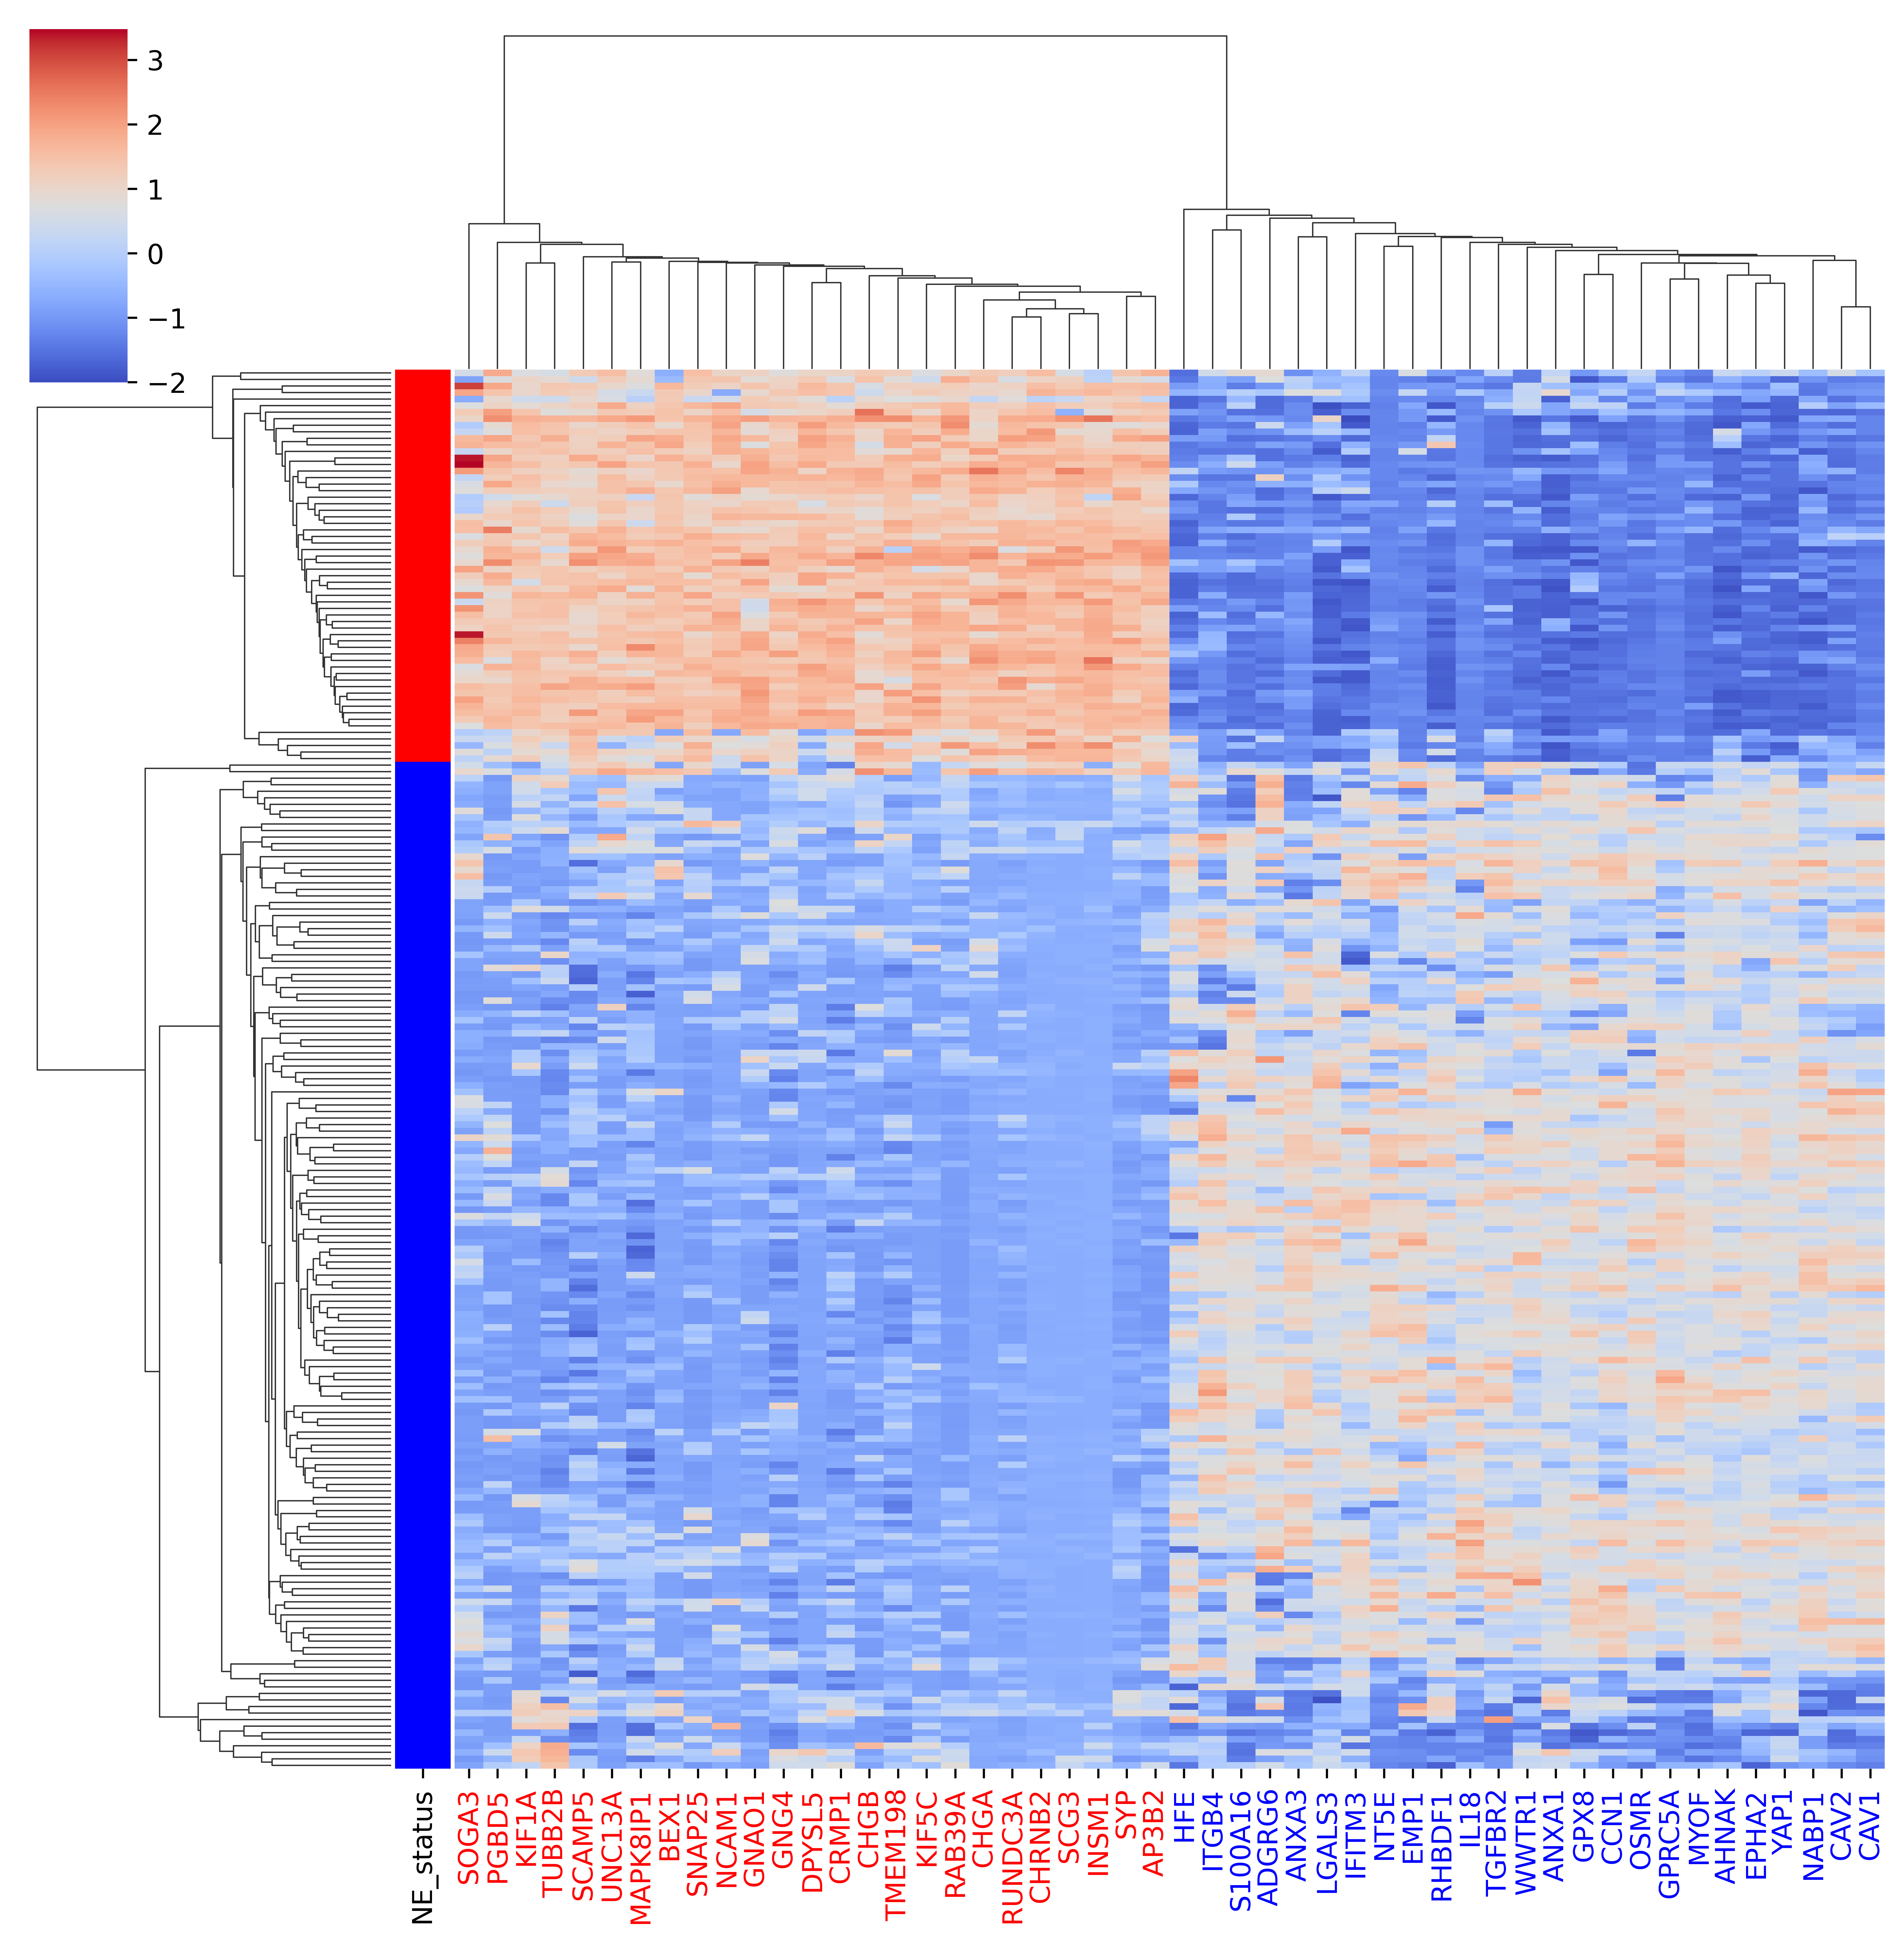 3
2
1
0
−1
−2
NE_status
SOGA3
PGBD5
KIF1A
TUBB2B
SCAMP5
UNC13A
MAPK8IP1
BEX1
SNAP25
NCAM1
GNAO1
GNG4
DPYSL5
CRMP1
CHGB
TMEM198
KIF5C
RAB39A
CHGA
RUNDC3A
CHRNB2
SCG3
INSM1
SYP
AP3B2
HFE
ITGB4
S100A16
ADGRG6
ANXA3
LGALS3
IFITM3
NT5E
EMP1
RHBDF1
IL18
TGFBR2
WWTR1
ANXA1
GPX8
CCN1
OSMR
GPRC5A
MYOF
AHNAK
EPHA2
YAP1
NABP1
CAV2
CAV1